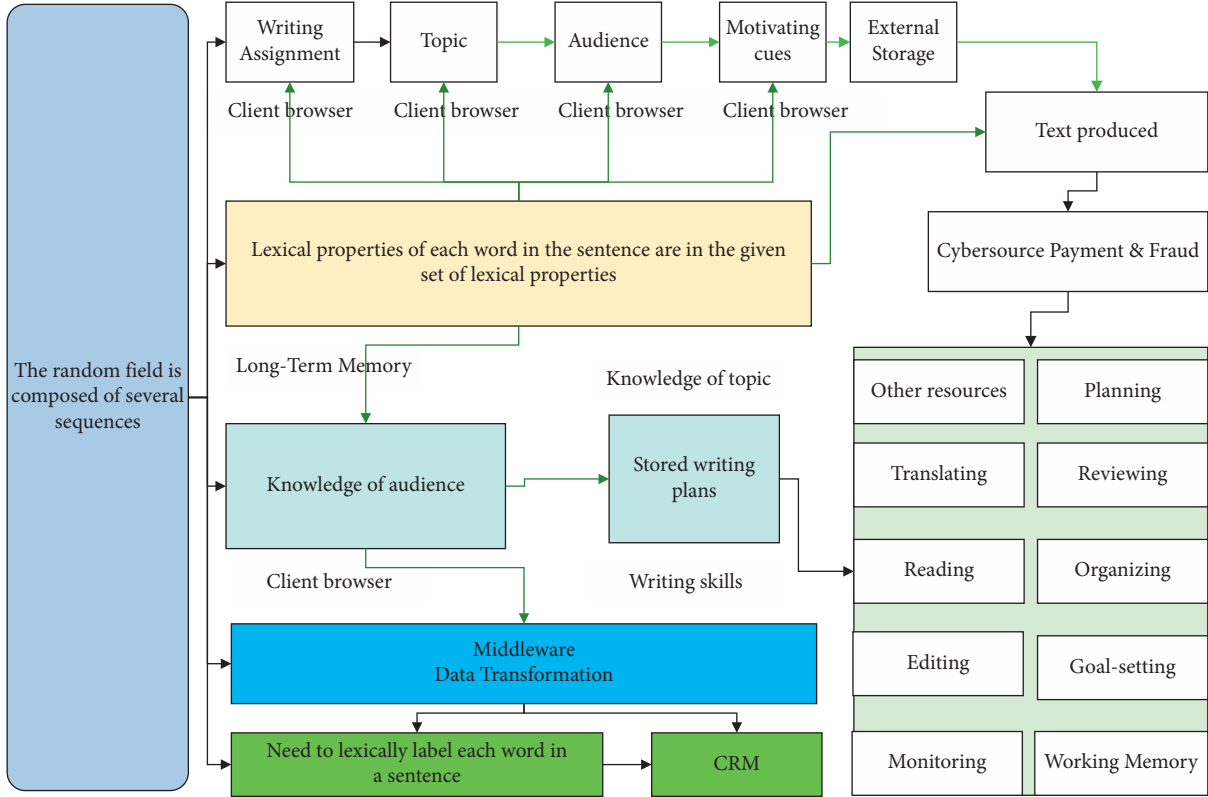 Writing
Assignment
Topic
Audience
Motivating
cues
External
Storage
Client browser
Client browser
Client browser
Client browser
Text produced
Lexical properties of each word in the sentence are in the given
set of lexical properties
Cybersource Payment & Fraud
The random field is
composed of several
sequences
Long-Term Memory
Knowledge of topic
Knowledge of audience
Stored writing
plans
Client browser
Writing skills
Middleware
Data Transformation
Need to lexically label each word in
a sentence
CRM
Other resources
Planning
Translating
Reviewing
Reading
Organizing
Editing
Goal-setting
Monitoring
Working Memory